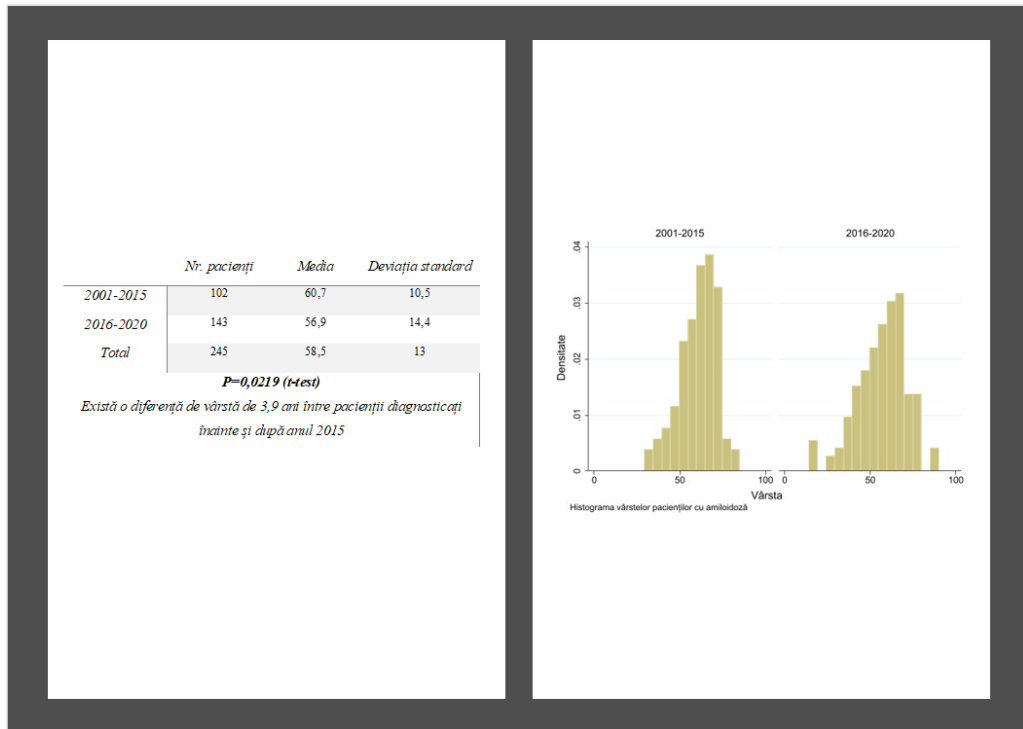 Nr. pacienți Media Deviația standard
2001-2015 102 60,7 10,5
2016-2020 143 56,9 14,4
Total 245 58,5 13
P=0,0219 (t-test)
Există o diferență de vârstă de 3,9 ani între pacienții diagnosticați
înainte și după anul 2015
2001-2015 2016-2020
.04
.03
.02
.01
0
Densitate
0 50 100 0 50 100
Vârsta
Histograma vârstelor pacienților cu amiloidoză